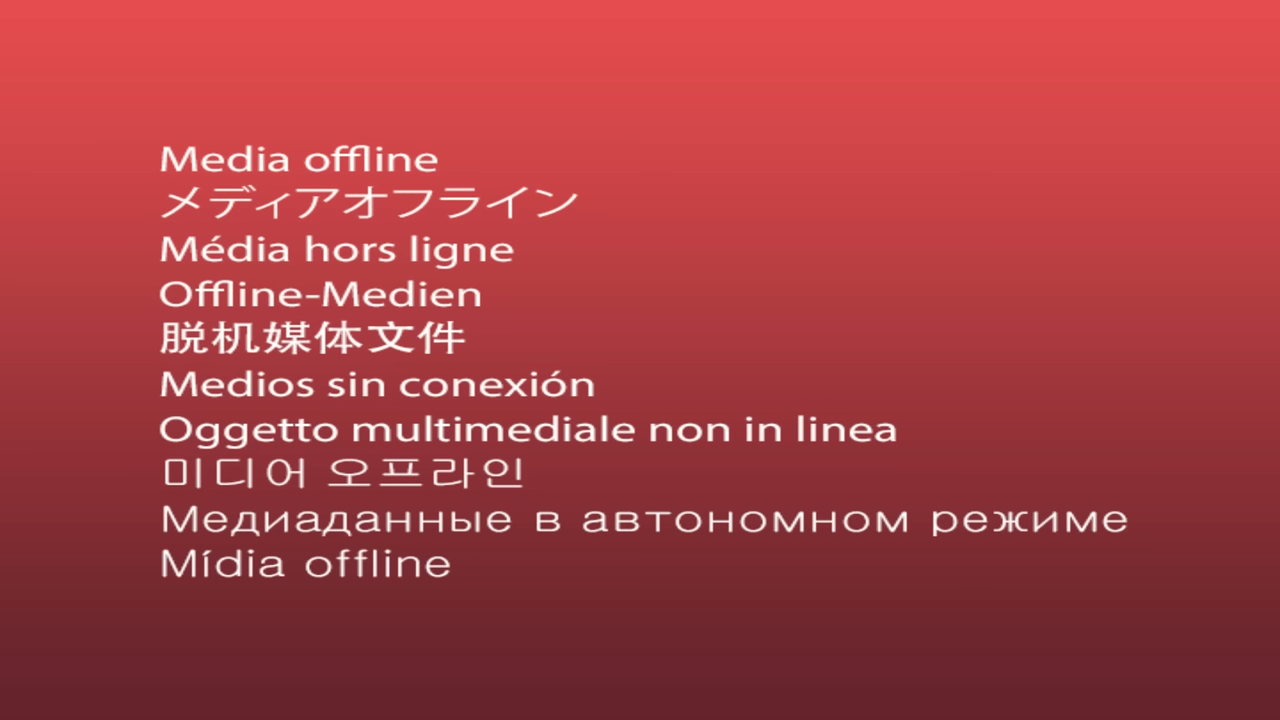 Media offline
メディアオフライン
Média hors ligne
Offline-Medien
脱机媒体文件
Medios sin conexión
Oggetto multimediale non in linea
미디어 오프라인
Медиаданные в автономном режиме
Mídia offline